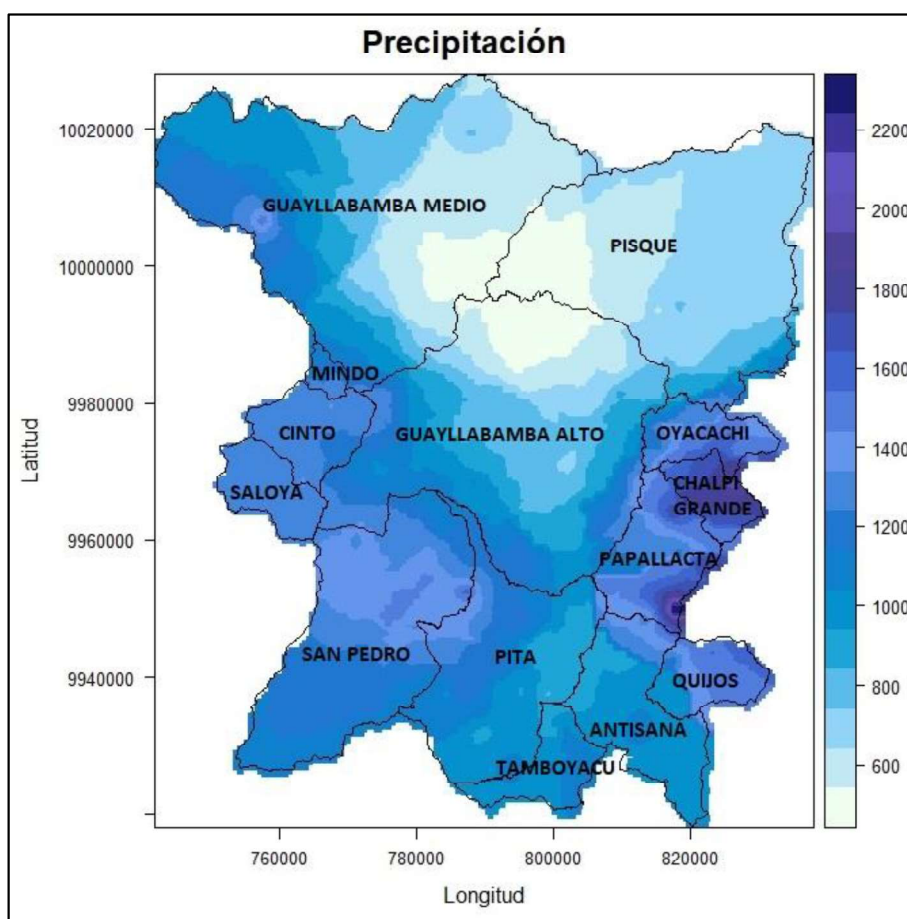 Precipitación
10020000
10000000
9980000
9960000
9940000
Latitud
GUAYLLABAMBA MEDIO
PISQUE
MINDO
CINTO
GUAYLLABAMBA ALTO
OYACACHI
SALOYA
CHALPI
GRANDE
PAPALLACTA
SAN PEDRO
PITA
QUIJOS
ANTISANA
TAMBOYACU
2200
2000
1800
1600
1400
1200
1000
800
600
760000
780000
800000
820000
Longitud